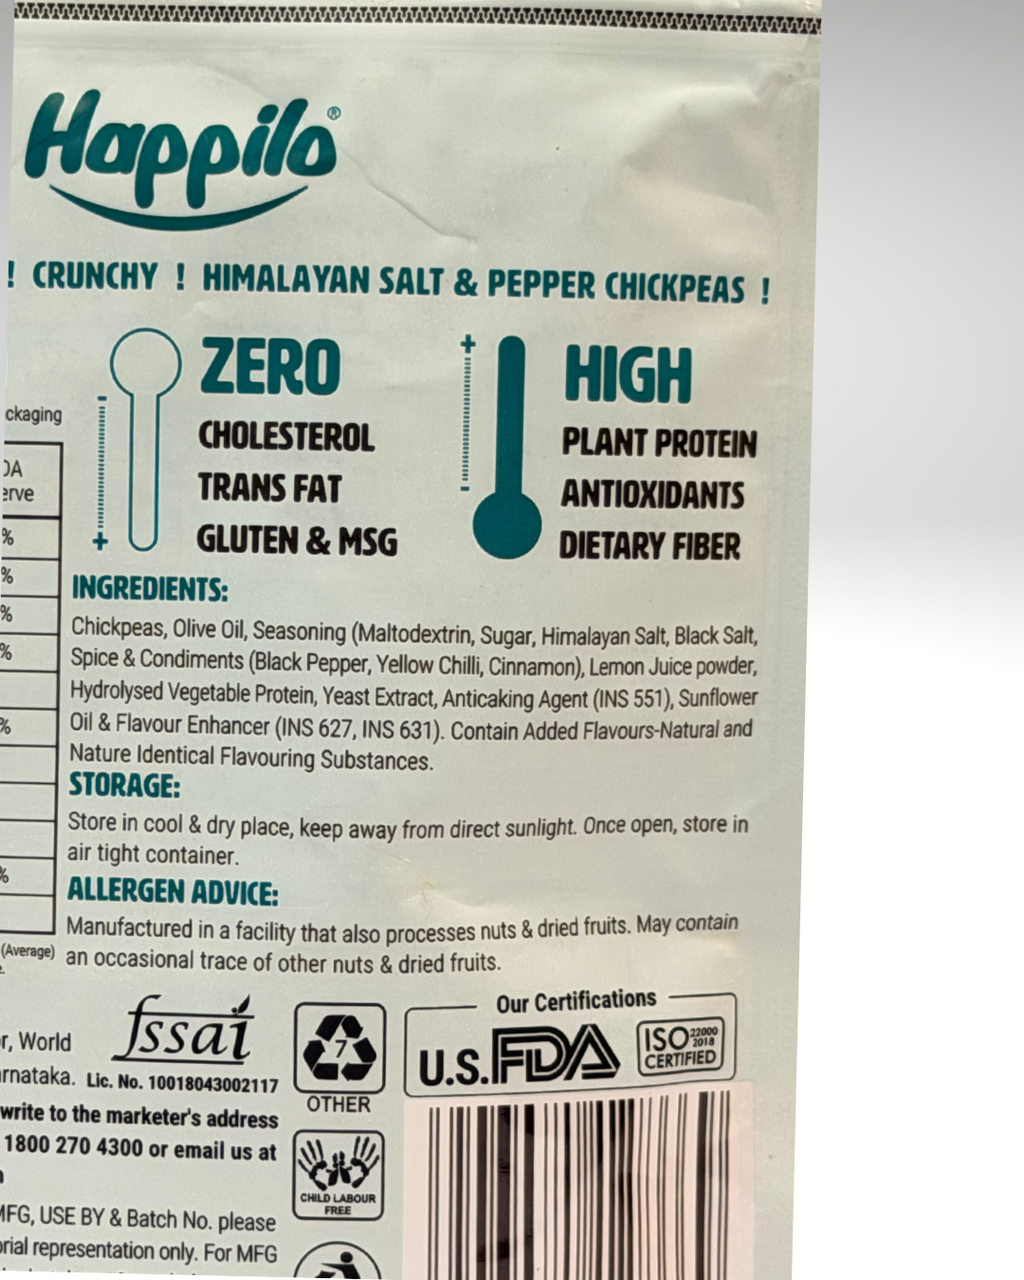 Happilo®
! CRUNCHY ! HIMALAYAN SALT & PEPPER CHICKPEAS !
ZERO
CHOLESTEROL
TRANS FAT
GLUTEN & MSG
HIGH
PLANT PROTEIN
ANTIOXIDANTS
DIETARY FIBER
ckaging
DA
erve
%
%
%
%
%
%
(Average)
INGREDIENTS:
Chickpeas, Olive Oil, Seasoning (Maltodextrin, Sugar, Himalayan Salt, Black Salt,
Spice & Condiments (Black Pepper, Yellow Chilli, Cinnamon), Lemon Juice powder,
Hydrolysed Vegetable Protein, Yeast Extract, Anticaking Agent (INS 551), Sunflower
Oil & Flavour Enhancer (INS 627, INS 631). Contain Added Flavours-Natural and
Nature Identical Flavouring Substances.
STORAGE:
Store in cool & dry place, keep away from direct sunlight. Once open, store in
air tight container.
ALLERGEN ADVICE:
Manufactured in a facility that also processes nuts & dried fruits. May contain
an occasional trace of other nuts & dried fruits.
fssai
r, World
rnataka. Lic. No. 10018043002117
write to the marketer's address
1800 270 4300 or email us at
MFG, USE BY & Batch No. please
orial representation only. For MFG
7
OTHER
CHILD LABOUR
FREE
Our Certifications
U.S.FDA
ISO 22000 2018
CERTIFIED